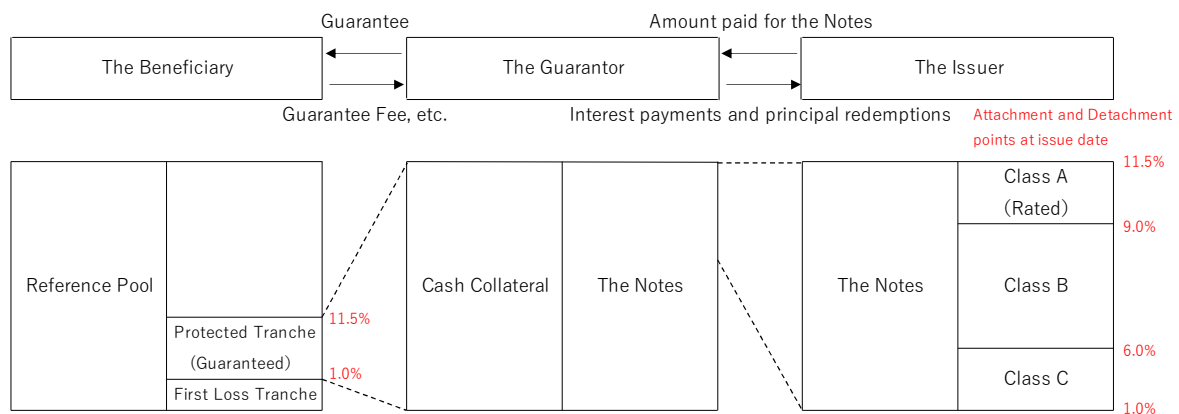 Guarantee
Amount paid for the Notes
The Beneficiary
The Guarantor
The Issuer
Guarantee Fee, etc.
Interest payments and principal redemptions
Attachment and Detachment
points at issue date
11.5%
Class A
(Rated)
9.0%
Reference Pool
Cash Collateral
The Notes
The Notes
Class B
11.5%
Protected Tranche
(Guaranteed)
1.0%
First Loss Tranche
6.0%
Class C
1.0%